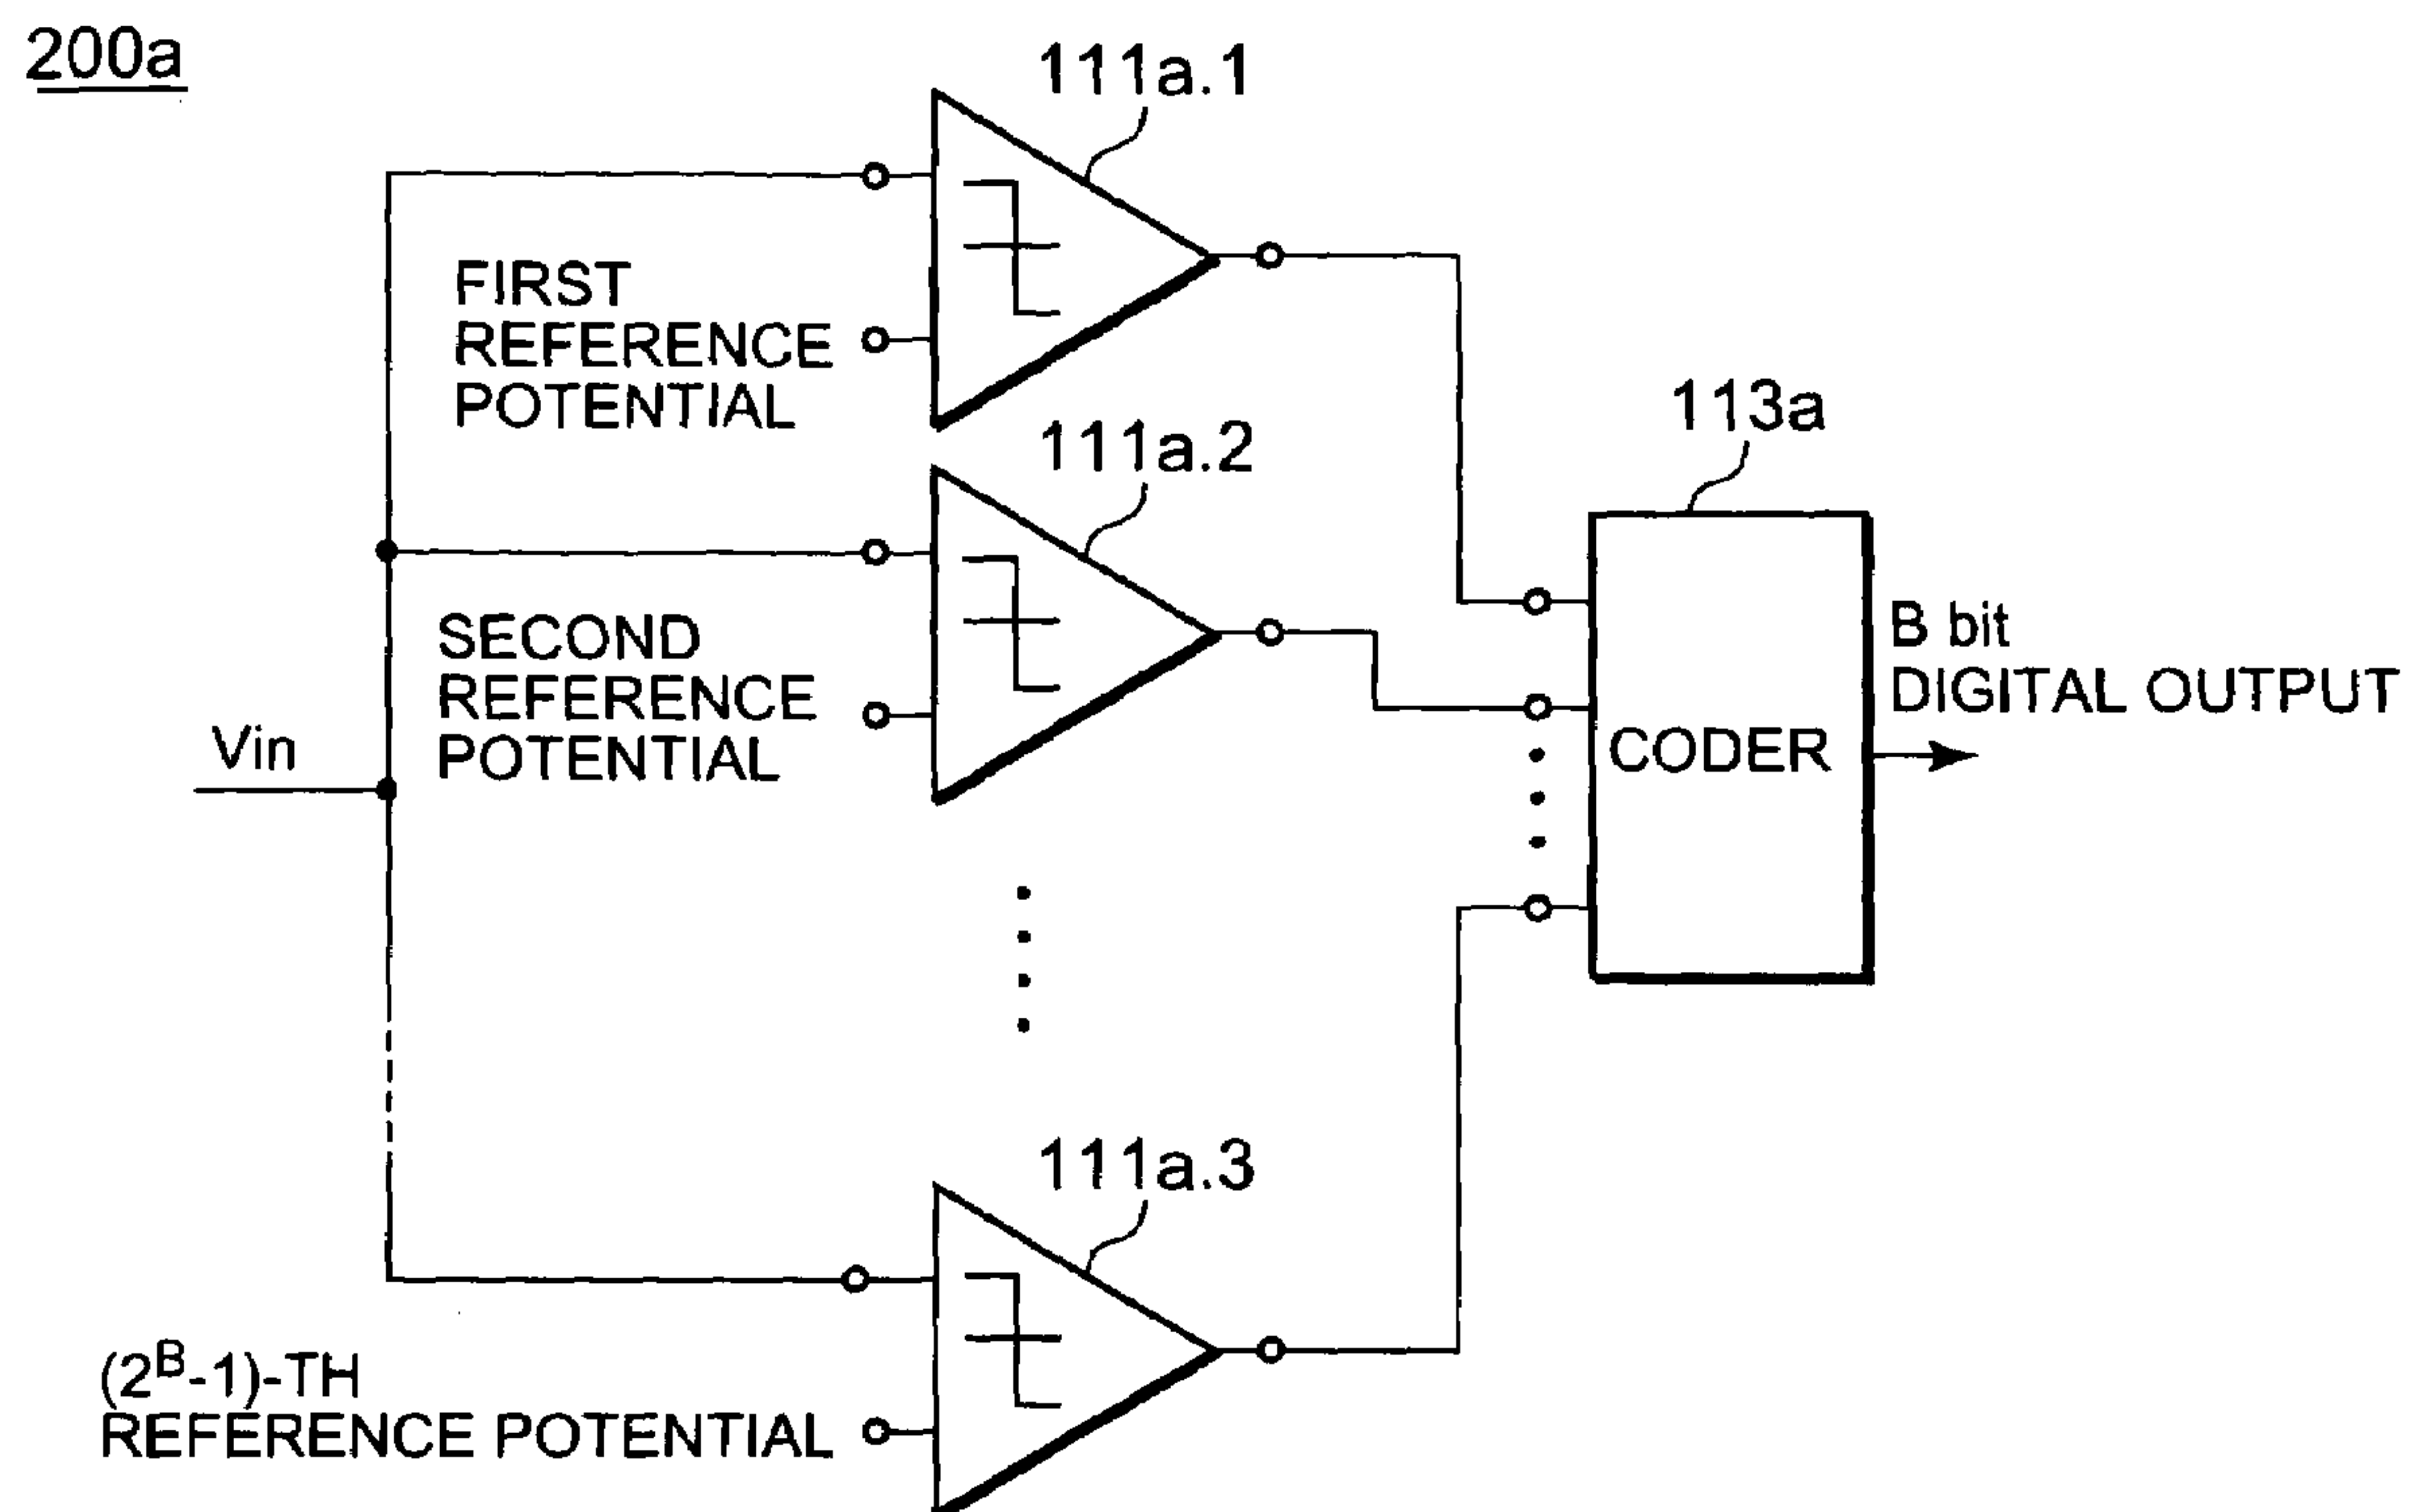 200a
111a.1
FIRST
REFERENCE
POTENTIAL
111a.2
113a
SECOND
REFERENCE
POTENTIAL
Vin
CODER
B bit
DIGITAL OUTPUT
111a.3
(2^B-1)-TH
REFERENCE POTENTIAL